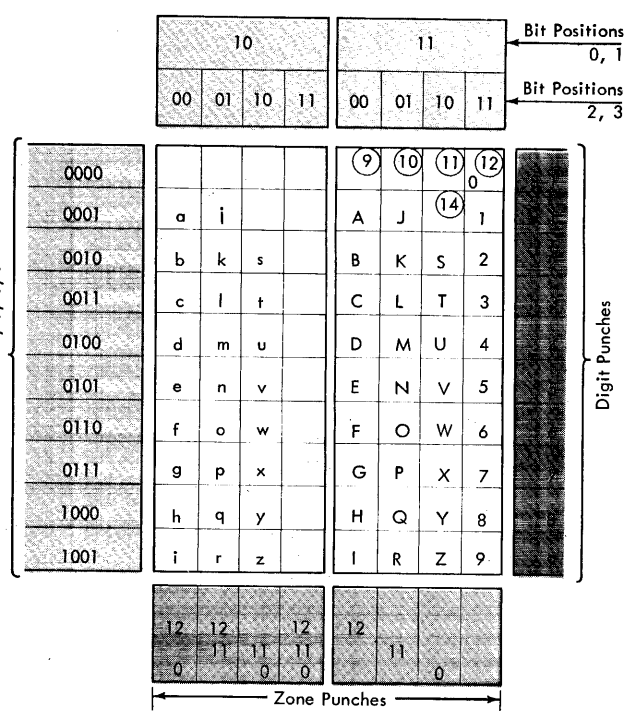 10 11 Bit Positions
0, 1
00 01 10 11 00 01 10 11 Bit Positions
2, 3
0000 9 10 11 12 0
0001 a j A J 14 1
0010 b k s B K S 2
0011 c l t C L T 3
0100 d m u D M U 4
0101 e n v E N V 5
0110 f o w F O W 6
0111 g p x G P X 7
1000 h q y H Q Y 8
1001 i r z I R Z 9
Digit Punches
12 12 12 12
11 11 11 11
0 0 0 0
Zone Punches